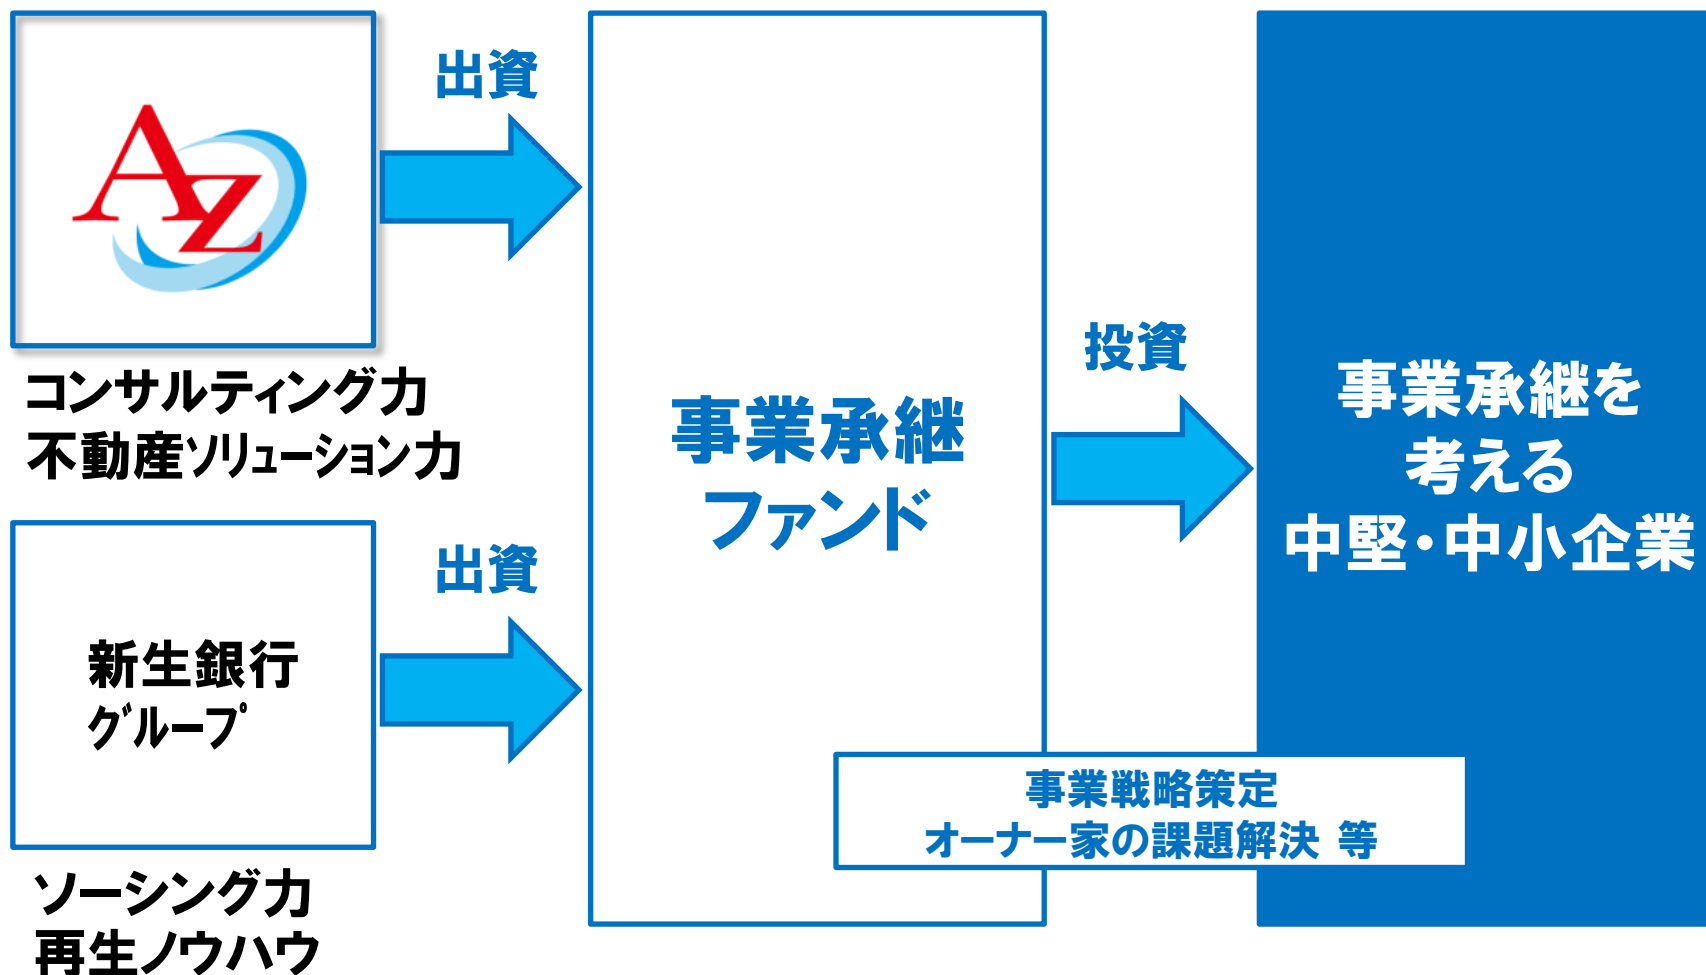 AZ
出資
コンサルティング力
不動産ソリューション力
新生銀行
グループ
出資
ソーシング力
再生ノウハウ
事業承継
ファンド
投資
事業承継を
考える
中堅・中小企業
事業戦略策定
オーナー家の課題解決 等